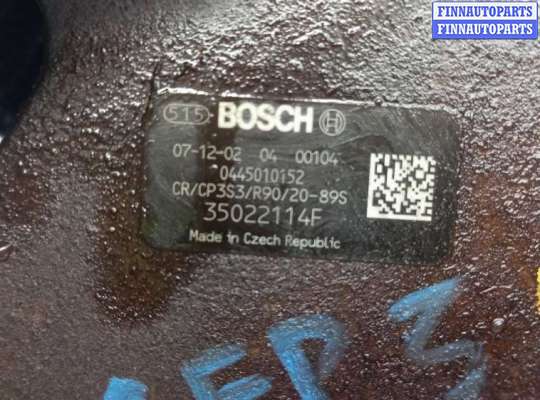 FINNAUTOPARTS
FINNAUTOPARTS
515 BOSCH
07-12-02 04 00104
0445010152
CR/CP3S3/R90/20-89S
35022114F
Made in Czech Republic